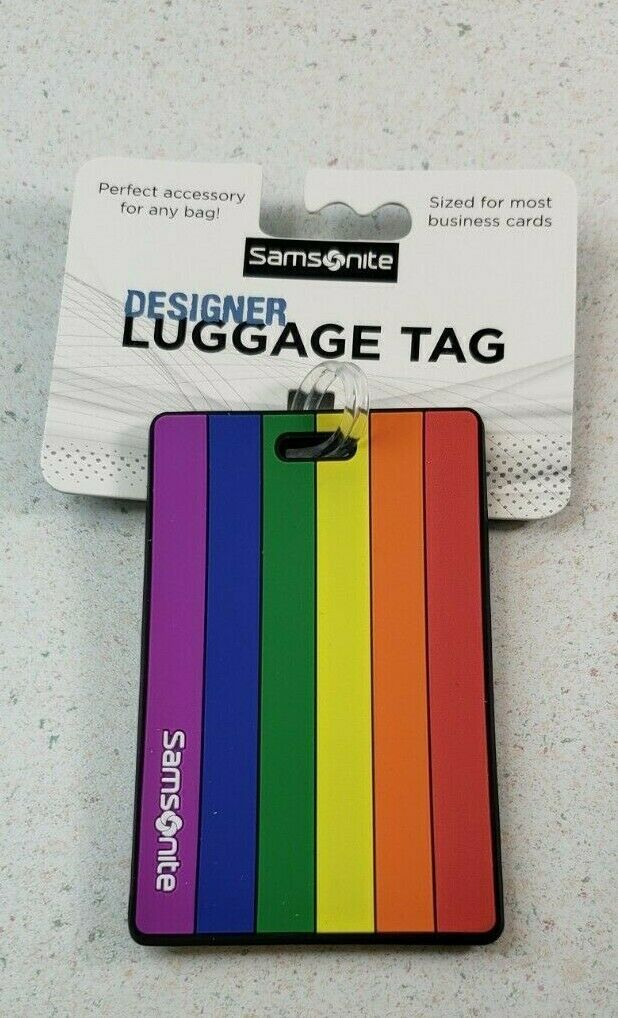 Perfect accessory
for any bag!
Sized for most
business cards
Samsonite
DESIGNER
LUGGAGE TAG
Samsonite